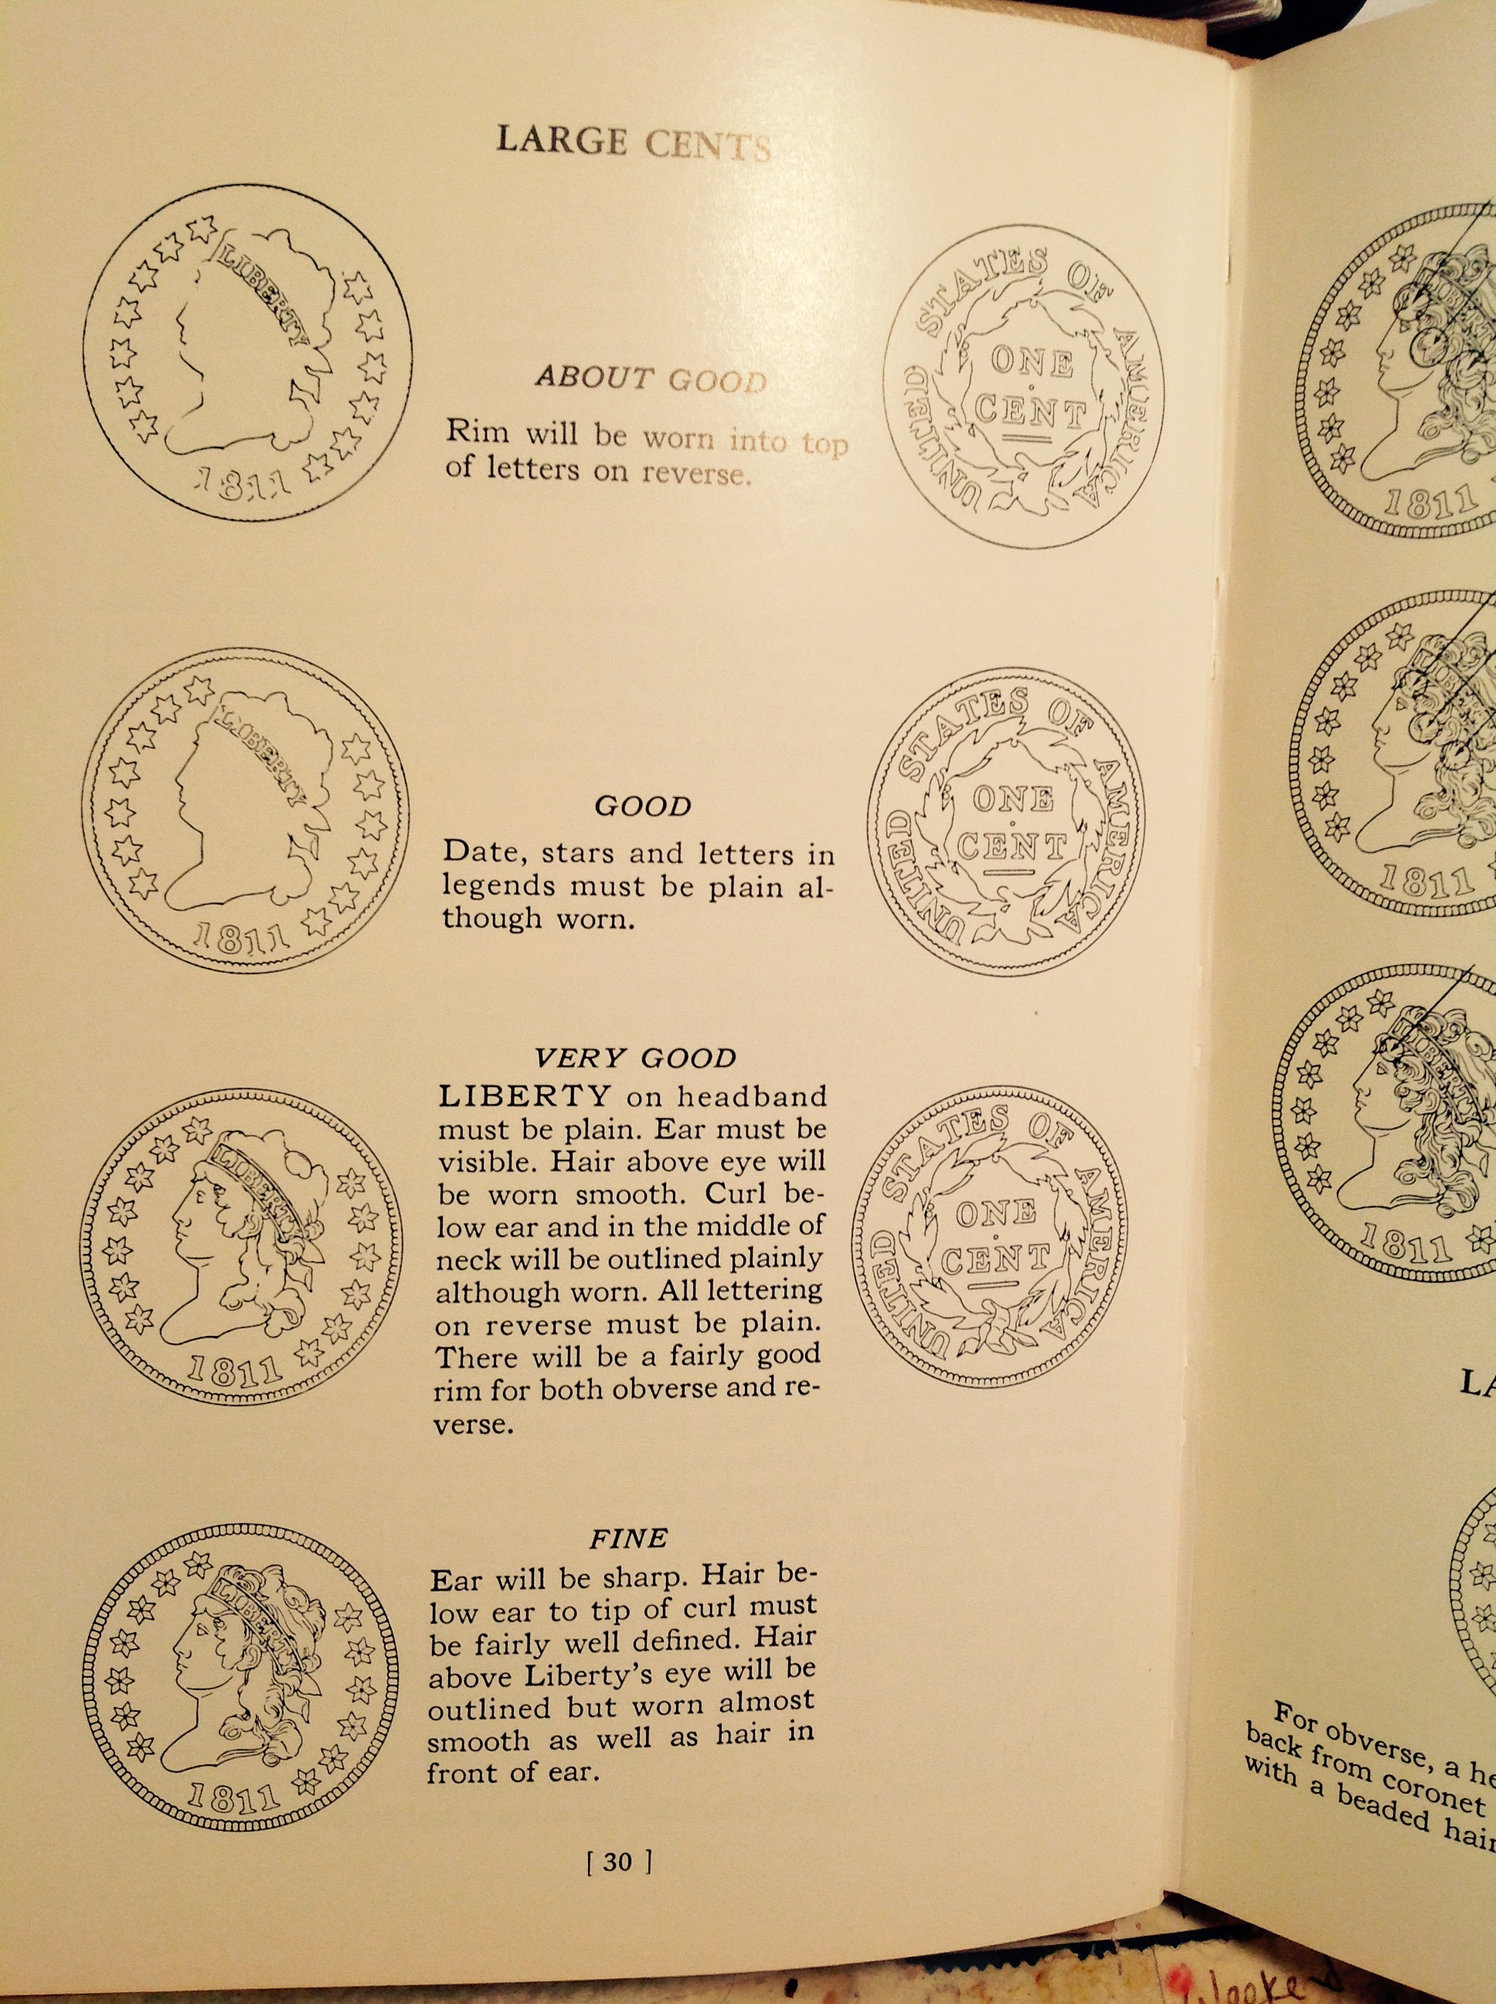 LARGE CENTS
LIBERTY
1811
ABOUT GOOD
Rim will be worn into top
of letters on reverse.
UNITED STATES OF AMERICA
ONE
CENT
LIBERTY
1811
GOOD
Date, stars and letters in
legends must be plain al-
though worn.
UNITED STATES OF AMERICA
ONE
CENT
LIBERTY
1811
VERY GOOD
LIBERTY on headband
must be plain. Ear must be
visible. Hair above eye will
be worn smooth. Curl be-
low ear and in the middle of
neck will be outlined plainly
although worn. All lettering
on reverse must be plain.
There will be a fairly good
rim for both obverse and re-
verse.
UNITED STATES OF AMERICA
ONE
CENT
LIBERTY
1811
FINE
Ear will be sharp. Hair be-
low ear to tip of curl must
be fairly well defined. Hair
above Liberty's eye will be
outlined but worn almost
smooth as well as hair in
front of ear.
[ 30 ]
1811
1811
LIBERTY
1811
For obverse, a
back from coronet
with a beaded